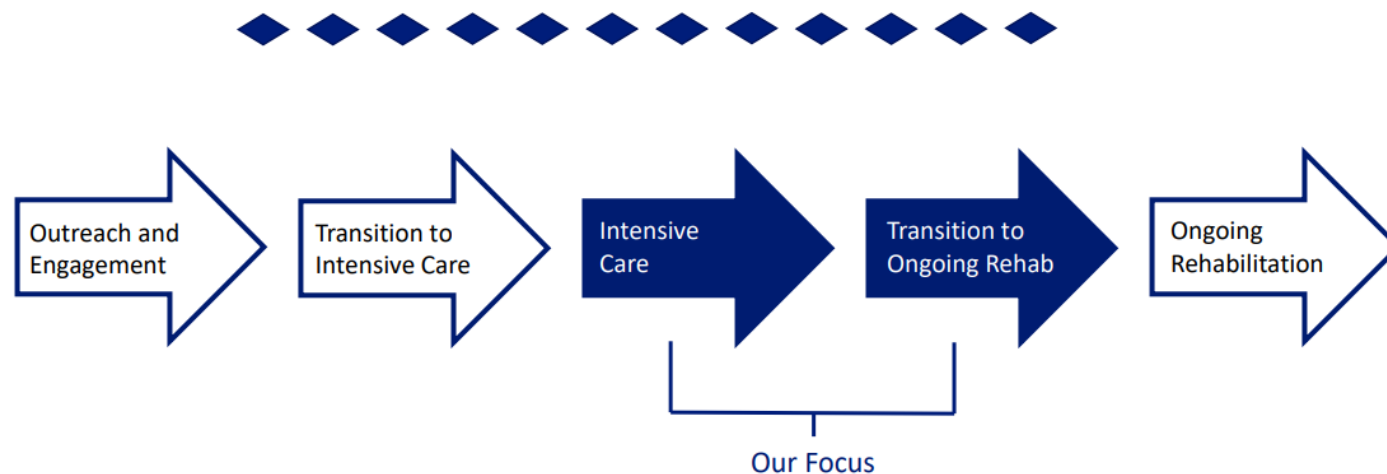 Outreach and
Engagement
Transition to
Intensive Care
Intensive
Care
Transition to
Ongoing Rehab
Ongoing
Rehabilitation
Our Focus